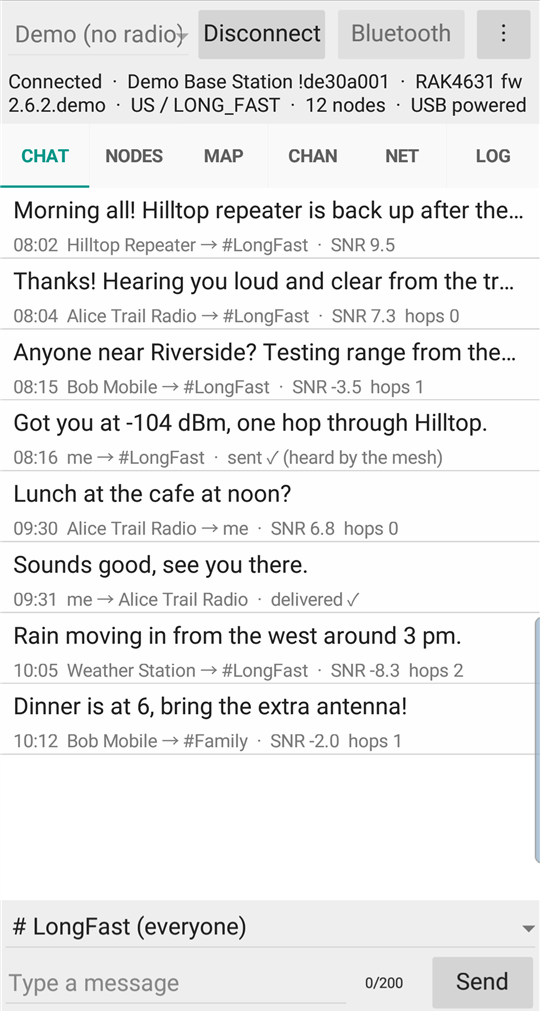 Demo (no radio)
Disconnect
Bluetooth
⋮
Connected · Demo Base Station !de30a001 · RAK4631 fw
2.6.2.demo · US / LONG_FAST · 12 nodes · USB powered
CHAT
NODES
MAP
CHAN
NET
LOG
Morning all! Hilltop repeater is back up after the…
08:02 Hilltop Repeater → #LongFast · SNR 9.5
Thanks! Hearing you loud and clear from the tr…
08:04 Alice Trail Radio → #LongFast · SNR 7.3 hops 0
Anyone near Riverside? Testing range from the…
08:15 Bob Mobile → #LongFast · SNR -3.5 hops 1
Got you at -104 dBm, one hop through Hilltop.
08:16 me → #LongFast · sent ✓ (heard by the mesh)
Lunch at the cafe at noon?
09:30 Alice Trail Radio → me · SNR 6.8 hops 0
Sounds good, see you there.
09:31 me → Alice Trail Radio · delivered ✓
Rain moving in from the west around 3 pm.
10:05 Weather Station → #LongFast · SNR -8.3 hops 2
Dinner is at 6, bring the extra antenna!
10:12 Bob Mobile → #Family · SNR -2.0 hops 1
# LongFast (everyone)
Type a message
0/200
Send